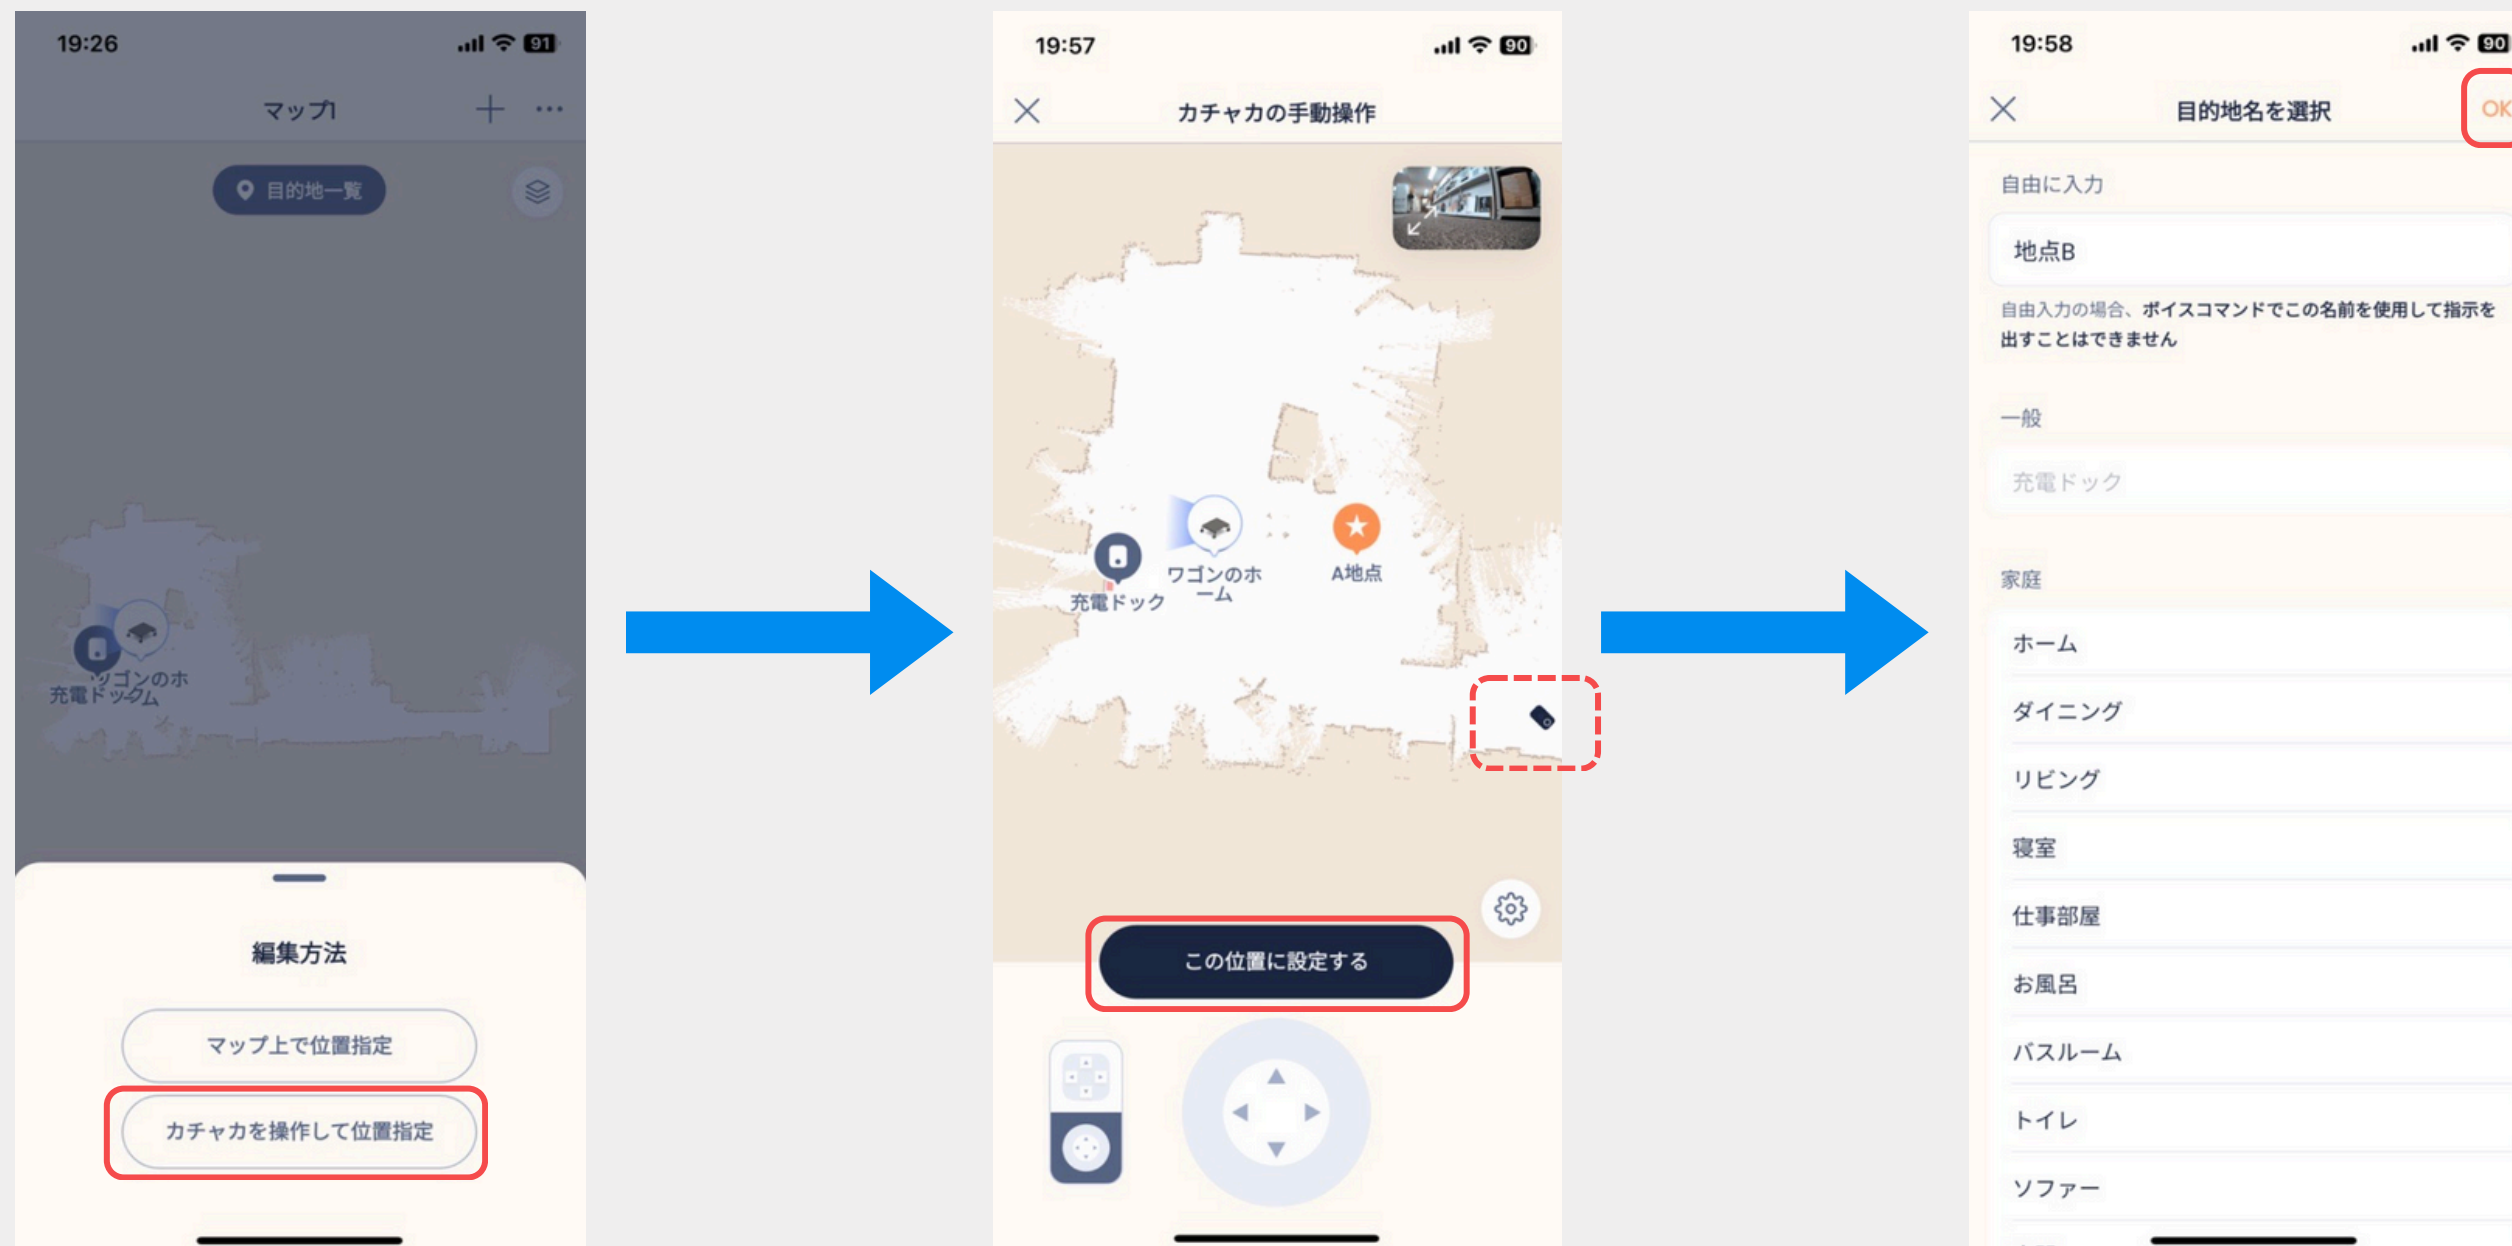 19:26
91
マップ1
目的地一覧
ワゴンのホ
ーム
充電ドック
編集方法
マップ上で位置指定
カチャカを操作して位置指定
19:57
90
カチャカの手動操作
充電ドック
ワゴンのホ
ーム
A地点
この位置に設定する
19:58
90
目的地名を選択
OK
自由に入力
地点B
自由入力の場合、ボイスコマンドでこの名前を使用して指示を
出すことはできません
一般
充電ドック
家庭
ホーム
ダイニング
リビング
寝室
仕事部屋
お風呂
バスルーム
トイレ
ソファー